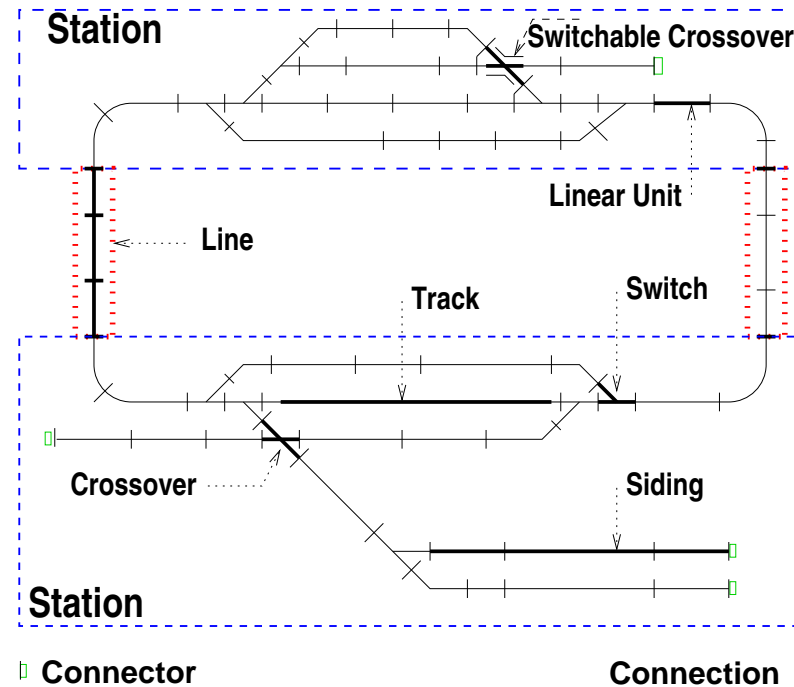 Station
Switchable Crossover
Linear Unit
Line
Track
Switch
Crossover
Siding
Station
Connector
Connection